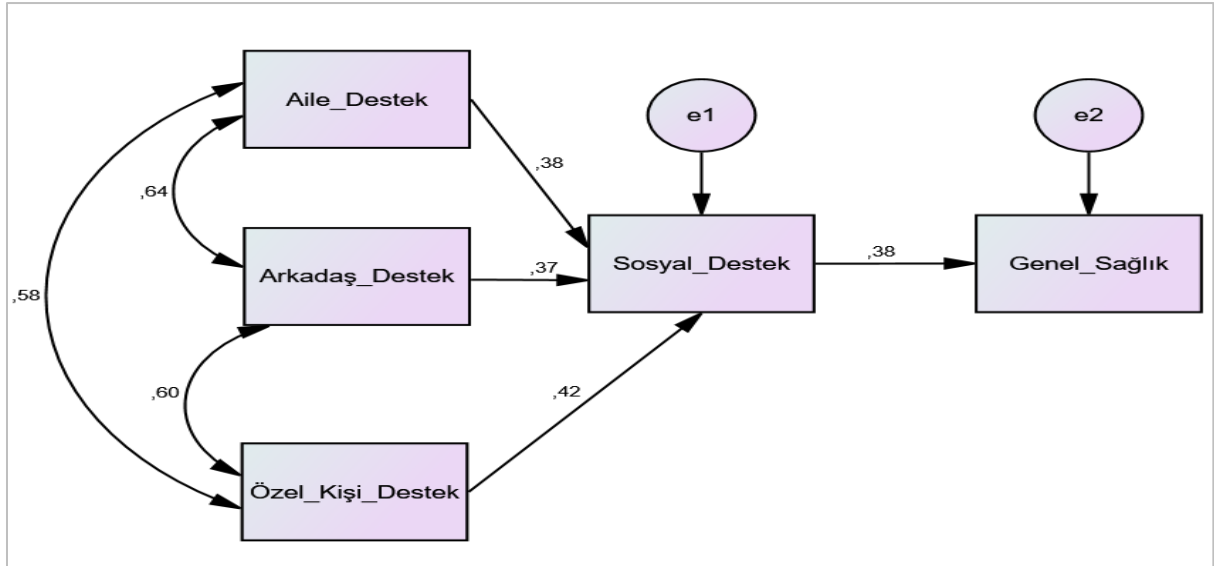 Aile_Destek
e1
e2
,38
,64
Arkadaş_Destek
,37
Sosyal_Destek
,38
Genel_Sağlık
,58
,60
,42
Özel_Kişi_Destek